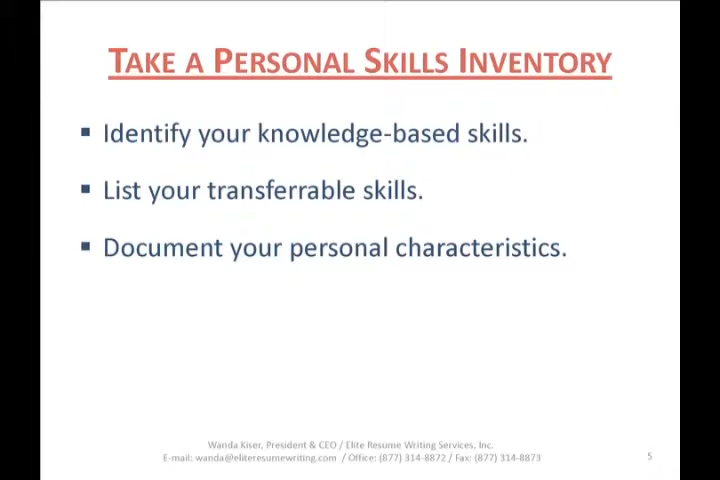 TAKE A PERSONAL SKILLS INVENTORY
▪ Identify your knowledge-based skills.
▪ List your transferrable skills.
▪ Document your personal characteristics.
Wanda Kiser, President & CEO / Elite Resume Writing Services, Inc.
E-mail: wanda@eliteresumewriting.com / Office: (877) 314-8872 / Fax: (877) 314-8873
5